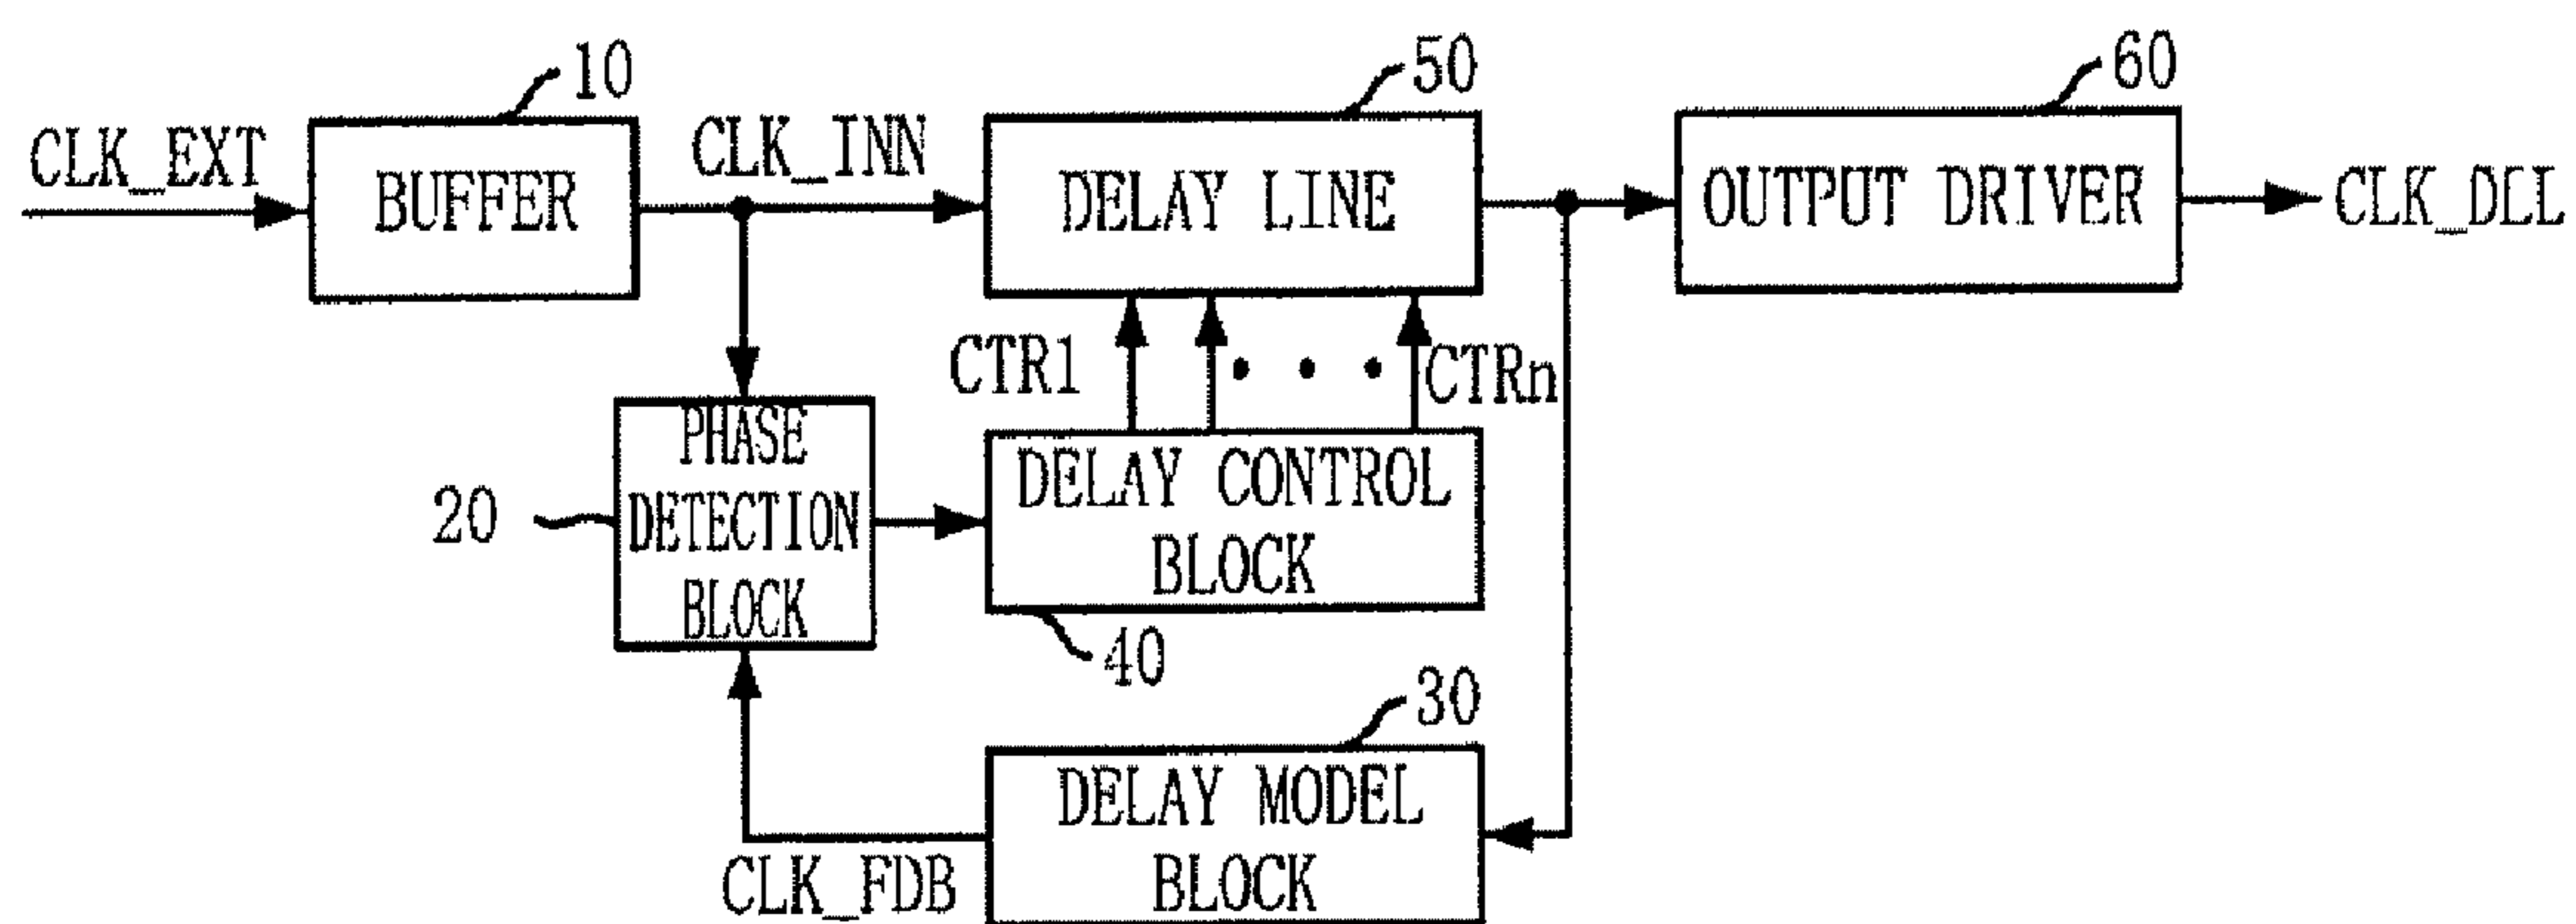 10
50
60
CLK_EXT
BUFFER
CLK_INN
DELAY LINE
OUTPUT DRIVER
CLK_DLL
CTR1
• • •
CTRn
20
PHASE
DETECTION
BLOCK
DELAY CONTROL
BLOCK
40
30
DELAY MODEL
BLOCK
CLK_FDB